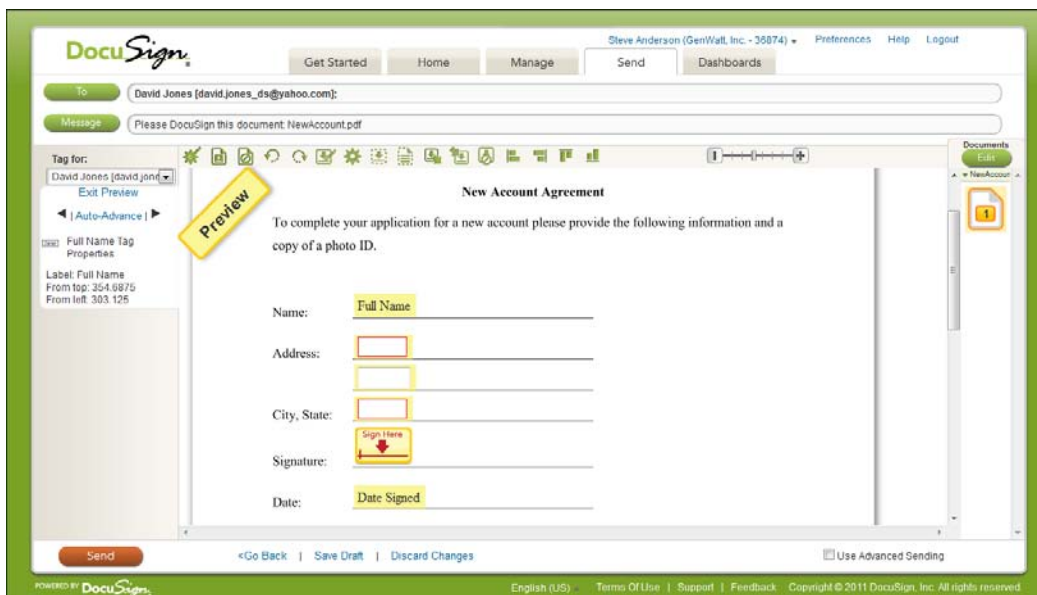 DocuSign
Steve Anderson (GenWatt, Inc. - 36874) Preferences Help Logout
Get Started Home Manage Send Dashboards
To David Jones [david.jones_ds@yahoo.com];
Message Please DocuSign this document: NewAccount.pdf
Tag for:
David Jones [david.jone
Exit Preview
| Auto-Advance |
Full Name Tag
Properties
Label: Full Name
From top: 354.6875
From left: 303.125
Preview
Documents
Edit
NewAccour
1
New Account Agreement
To complete your application for a new account please provide the following information and a
copy of a photo ID.
Name: Full Name
Address:
City, State:
Sign Here
Signature:
Date: Date Signed
Send <Go Back | Save Draft | Discard Changes Use Advanced Sending
POWERED BY DocuSign. English (US) Terms Of Use | Support | Feedback Copyright © 2011 DocuSign, Inc. All rights reserved